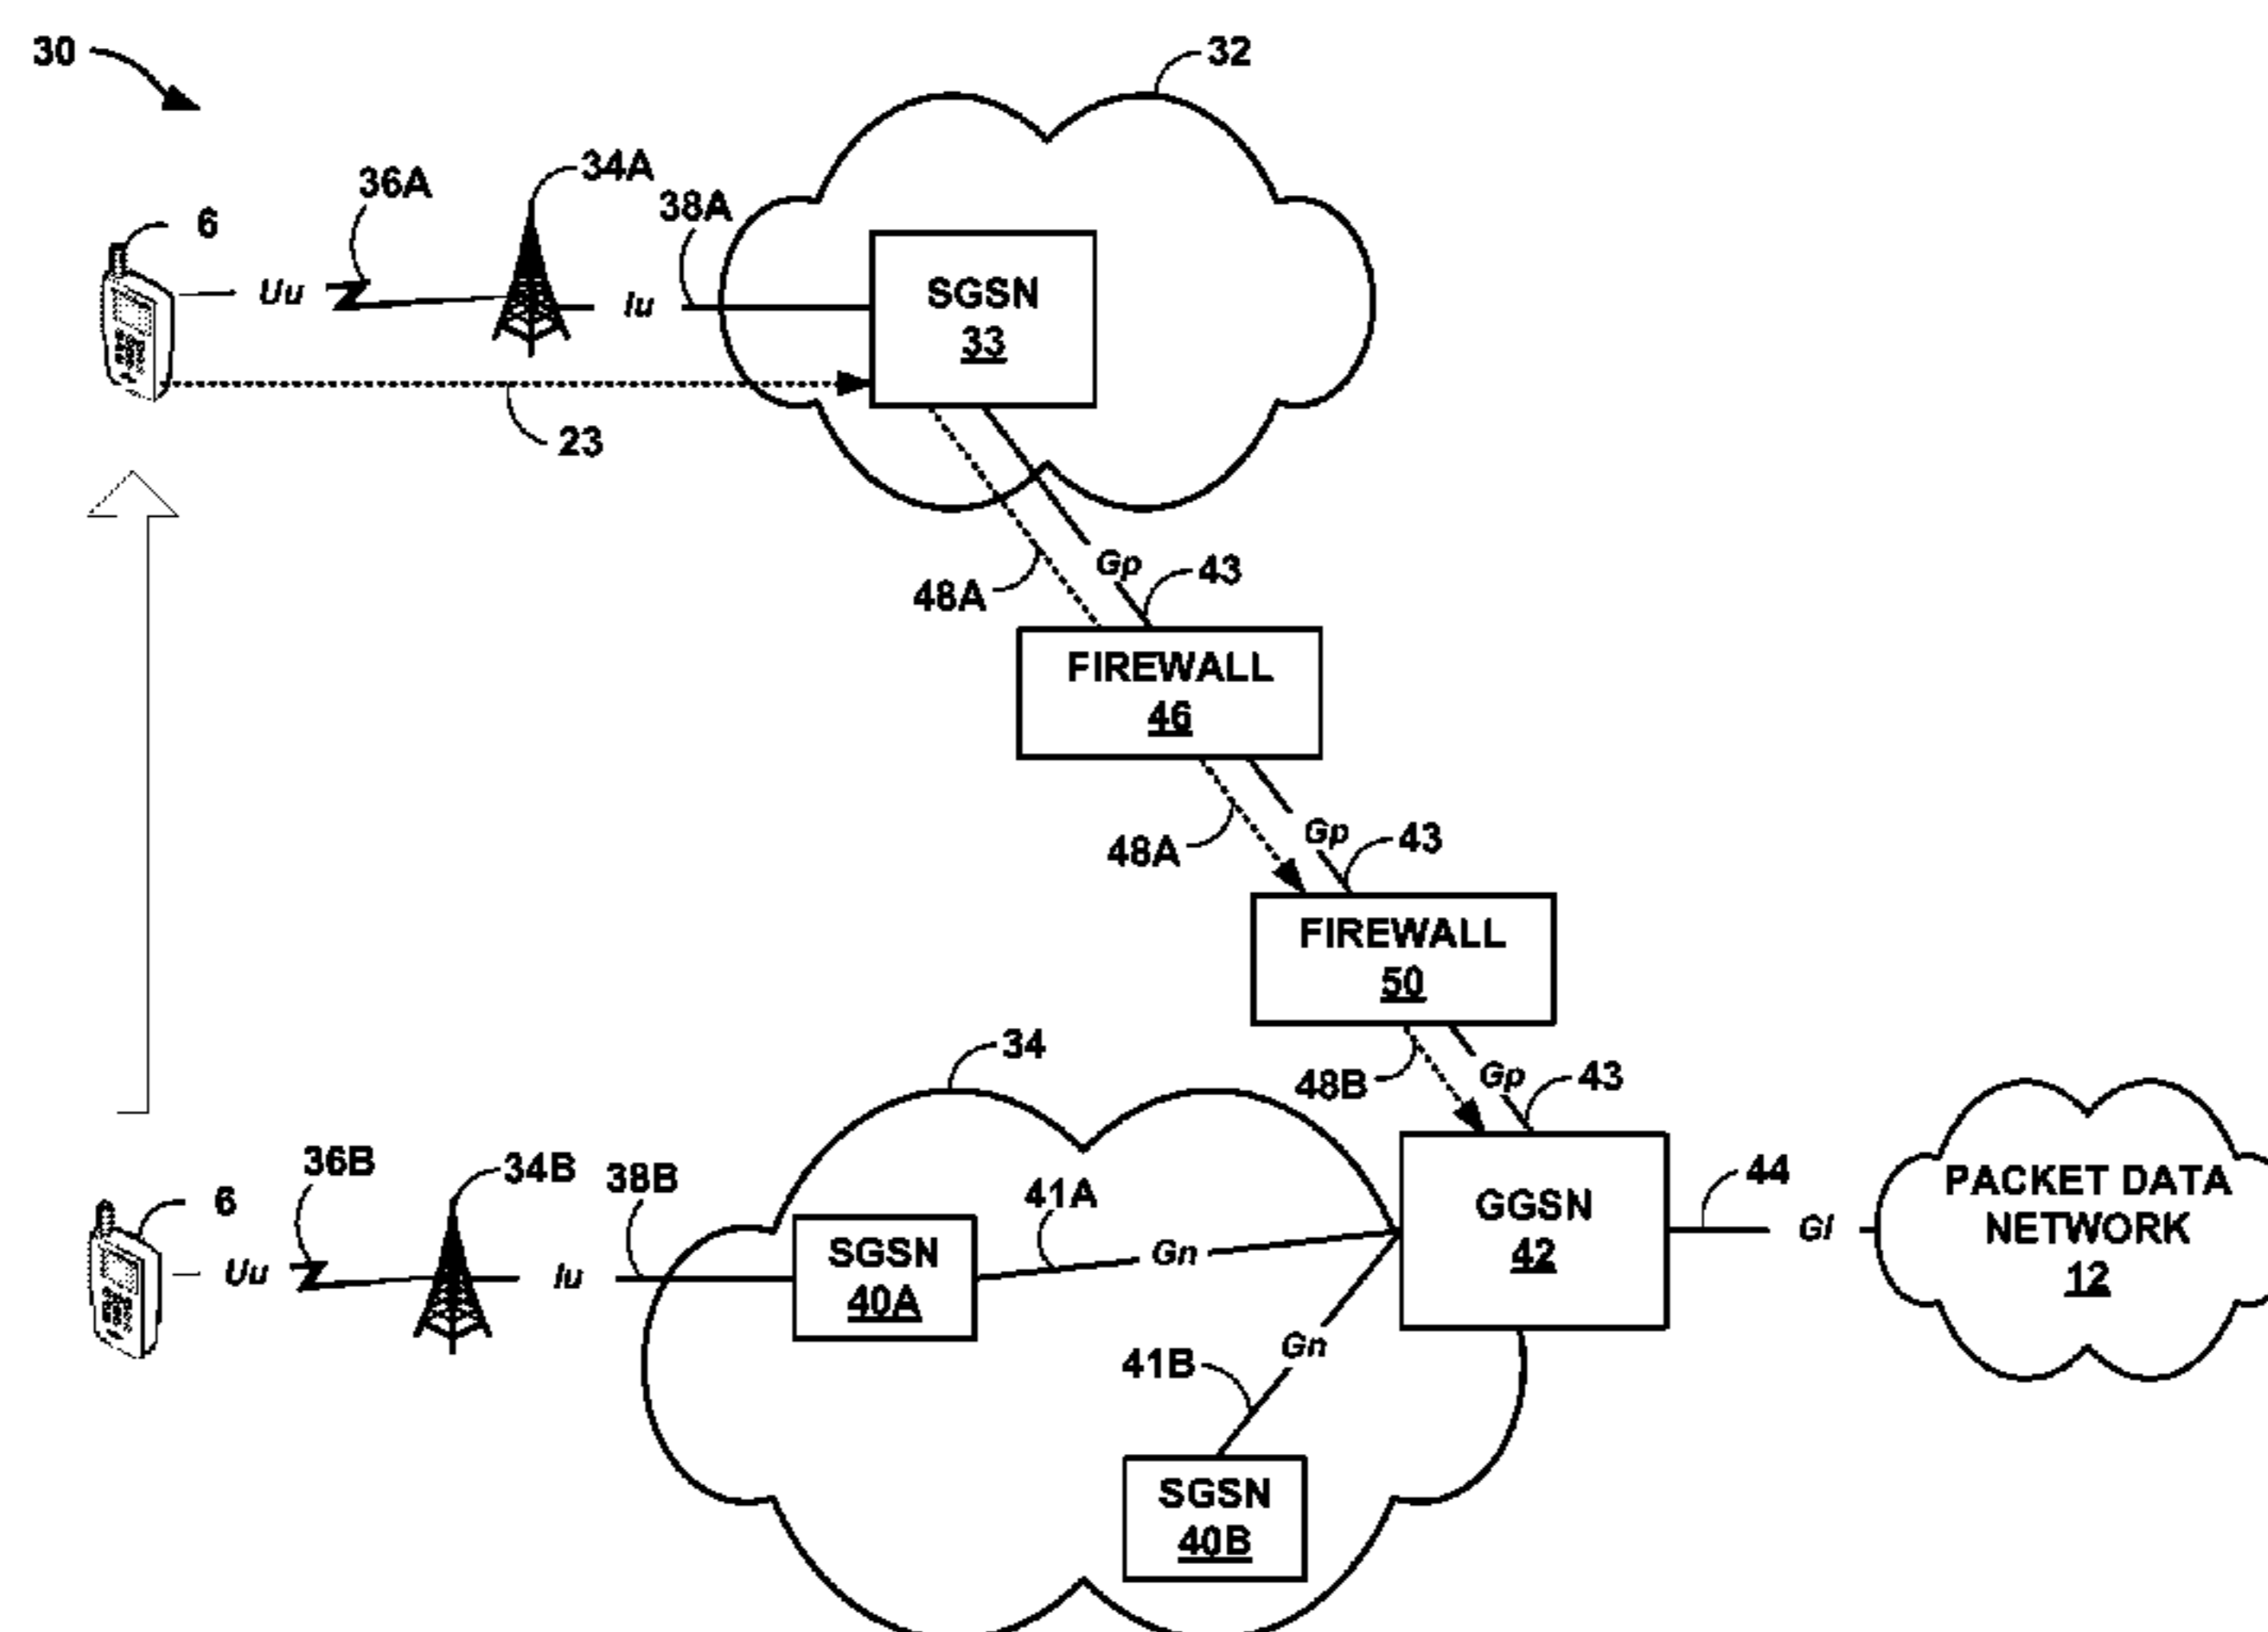 30
32
34A
36A
38A
6
Uu
Iu
SGSN
33
23
Gp
43
48A
FIREWALL
46
Gp
43
48A
FIREWALL
50
34
48B
Gp
43
36B
34B
38B
41A
44
6
Uu
Iu
SGSN
40A
Gn
GGSN
42
GI
PACKET DATA
NETWORK
12
Gn
41B
SGSN
40B